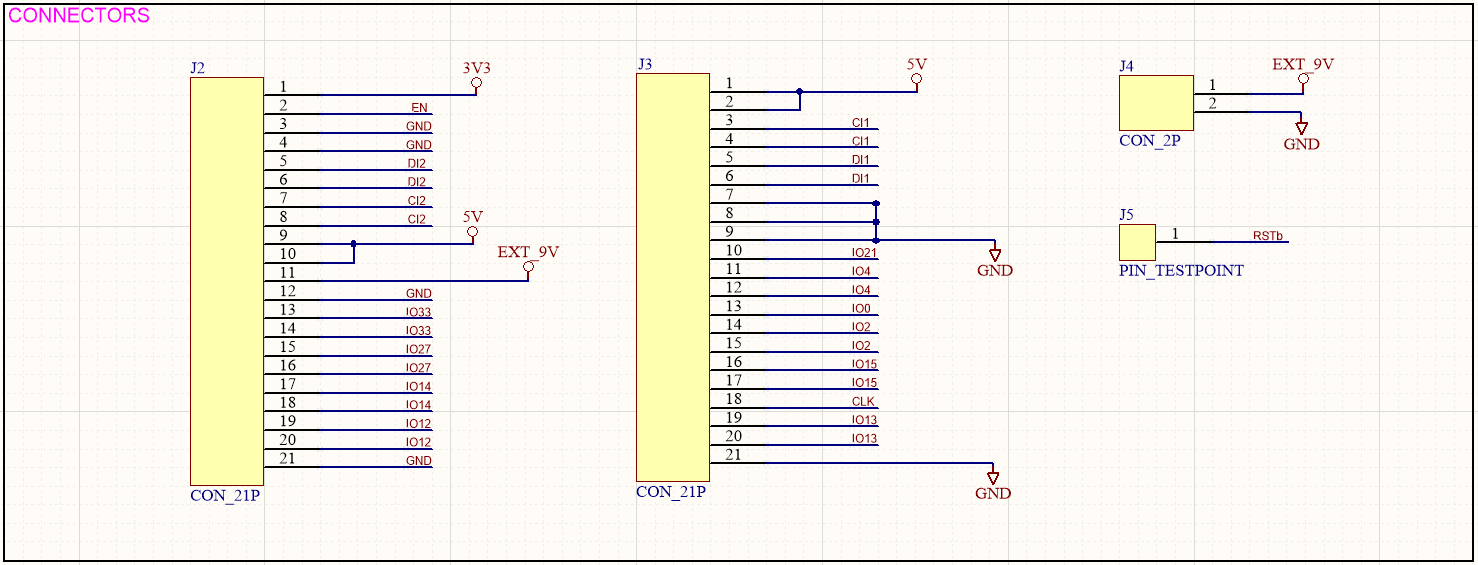 CONNECTORS
J2
3V3
1
2 EN
3 GND
4 GND
5 DI2
6 DI2
7 CI2
8 CI2
5V
9
10
EXT_9V
11
12 GND
13 IO33
14 IO33
15 IO27
16 IO27
17 IO14
18 IO14
19 IO12
20 IO12
21 GND
CON_21P
J3
5V
1
2
3 CI1
4 CI1
5 DI1
6 DI1
7
8
9
GND
10 IO21
11 IO4
12 IO4
13 IO0
14 IO2
15 IO2
16 IO15
17 IO15
18 CLK
19 IO13
20 IO13
21
GND
CON_21P
J4
EXT_9V
1
2
GND
CON_2P
J5
1 RSTb
PIN_TESTPOINT